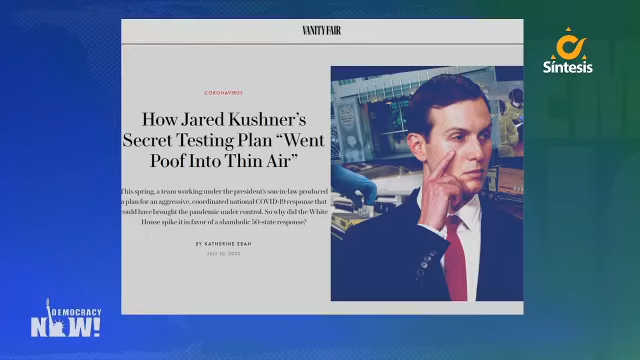 VANITY FAIR
Síntesis
CORONAVIRUS
How Jared Kushner's
Secret Testing Plan “Went
Poof Into Thin Air”
This spring, a team working under the president's son-in-law produced
a plan for an aggressive, coordinated national COVID-19 response that
could have brought the pandemic under control. So why did the White
House spike it in favor of a shambolic 50-state response?
BY KATHERINE EBAN
JULY 30, 2020
DEMOCRACY
NOW!